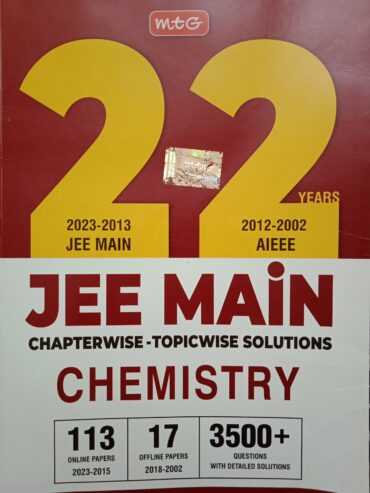 mtG
22
YEARS
2023-2013
JEE MAIN
2012-2002
AIEEE
JEE MAiN
CHAPTERWISE-TOPICWISE SOLUTIONS
CHEMISTRY
113
ONLINE PAPERS
2023-2015
17
OFFLINE PAPERS
2018-2002
3500+
QUESTIONS
WITH DETAILED SOLUTIONS